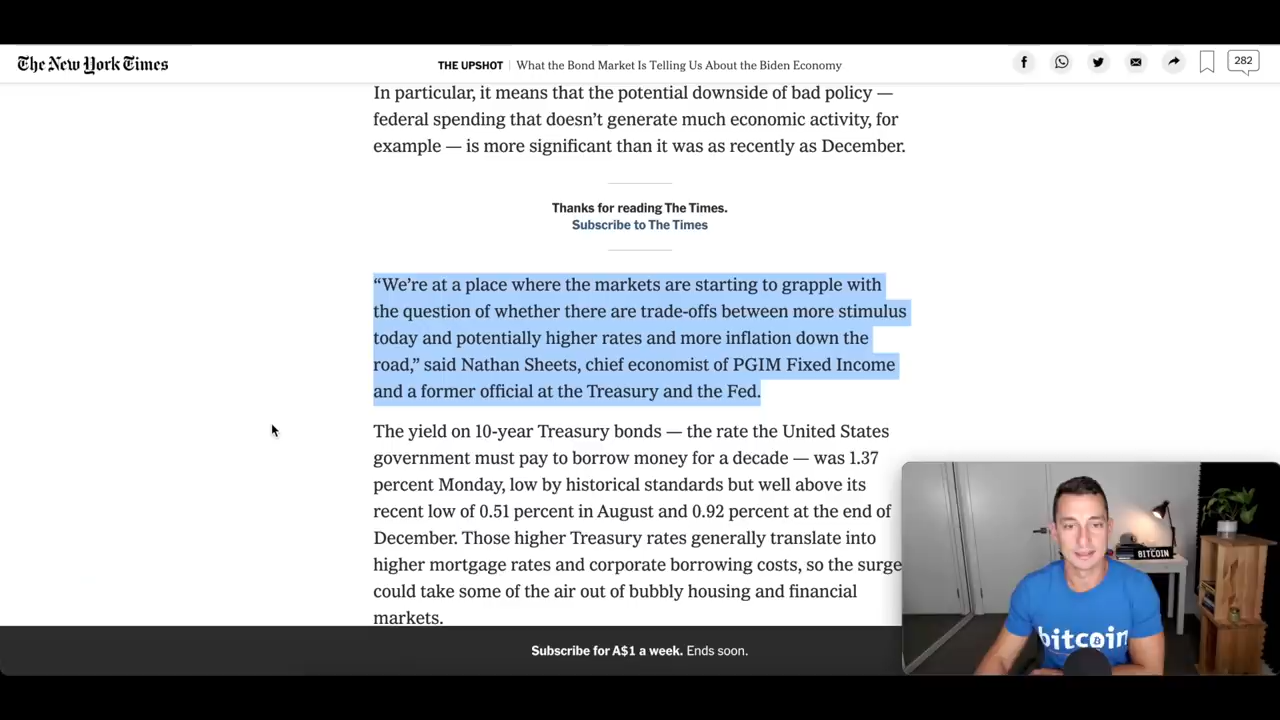 The New York Times
THE UPSHOT | What the Bond Market Is Telling Us About the Biden Economy
282
In particular, it means that the potential downside of bad policy —
federal spending that doesn’t generate much economic activity, for
example — is more significant than it was as recently as December.
Thanks for reading The Times.
Subscribe to The Times
“We’re at a place where the markets are starting to grapple with
the question of whether there are trade-offs between more stimulus
today and potentially higher rates and more inflation down the
road,” said Nathan Sheets, chief economist of PGIM Fixed Income
and a former official at the Treasury and the Fed.
The yield on 10-year Treasury bonds — the rate the United States
government must pay to borrow money for a decade — was 1.37
percent Monday, low by historical standards but well above its
recent low of 0.51 percent in August and 0.92 percent at the end of
December. Those higher Treasury rates generally translate into
higher mortgage rates and corporate borrowing costs, so the surge
could take some of the air out of bubbly housing and financial
markets.
Subscribe for A$1 a week. Ends soon.
BITCOIN
bitcoin